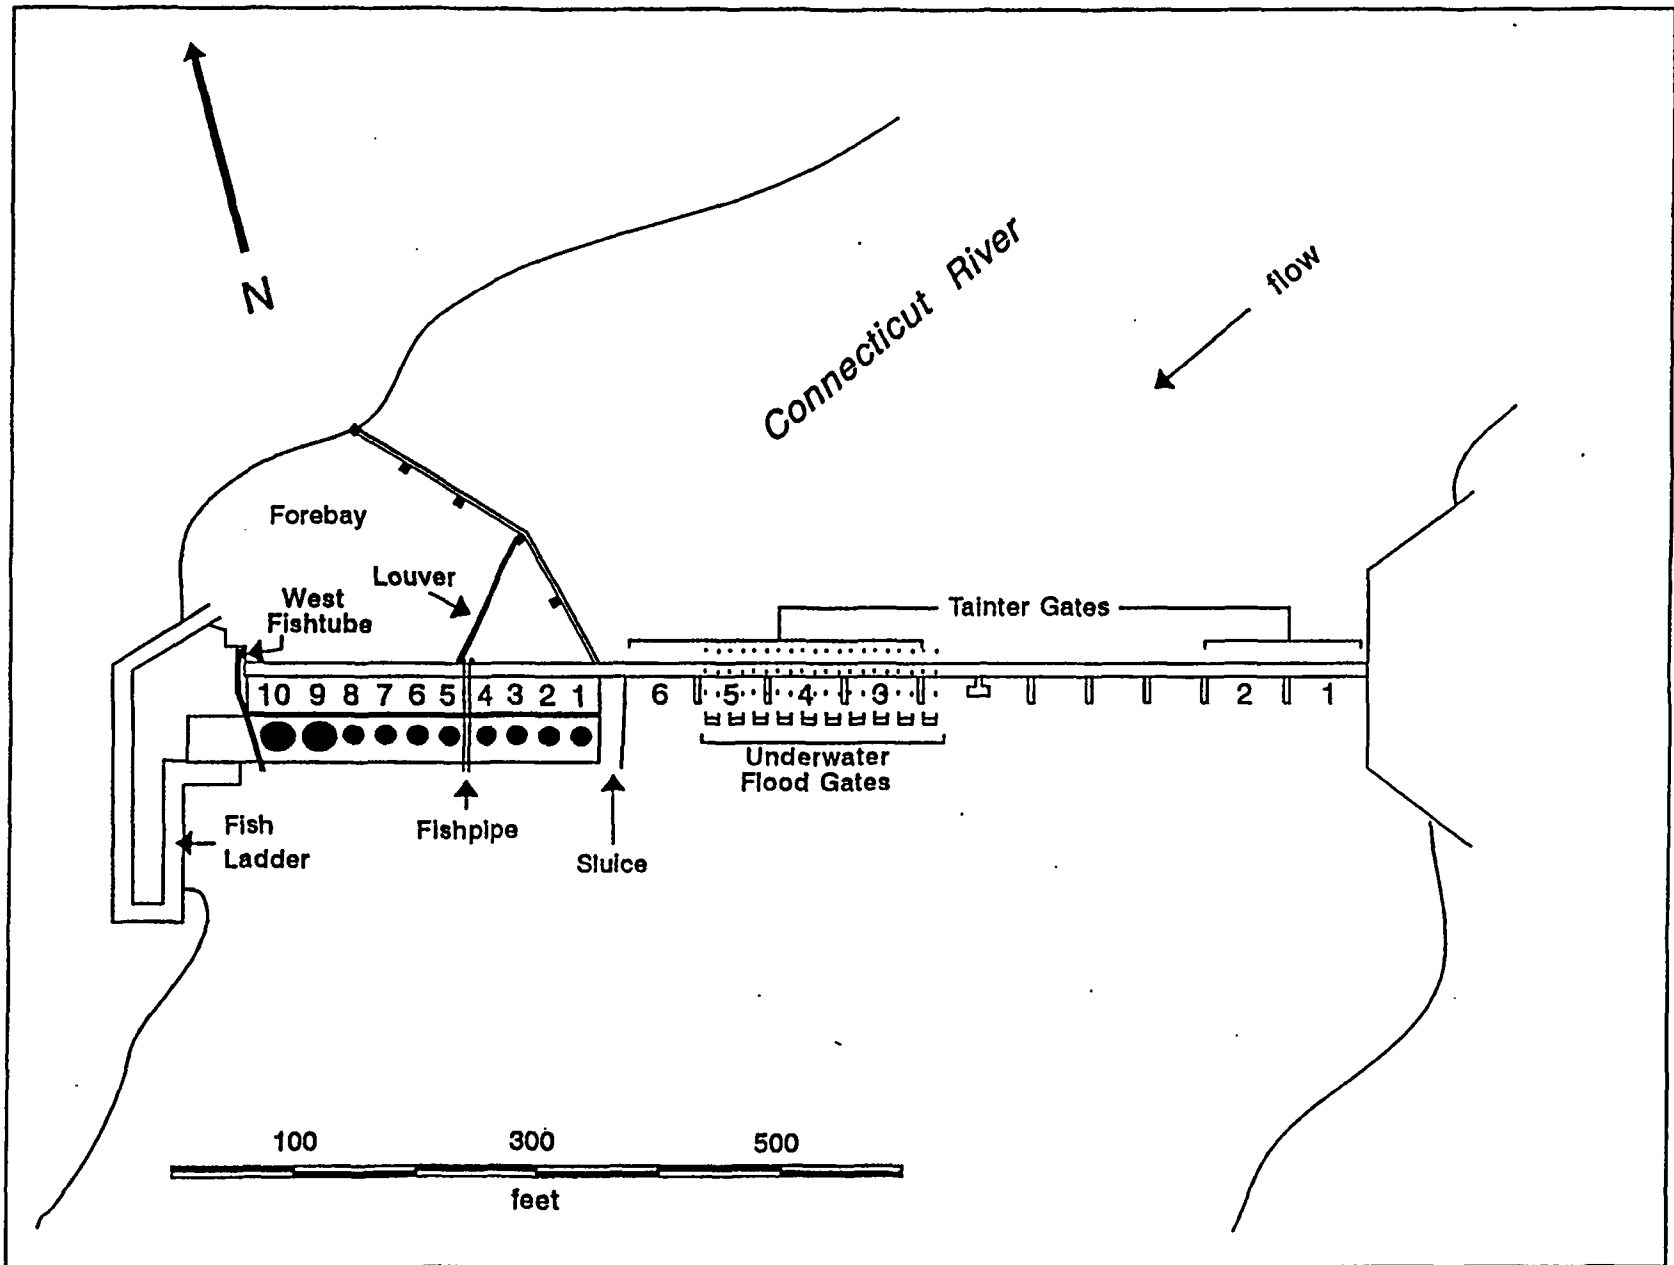 N
Connecticut River
flow
Forebay
Louver
West
Fishtube
Tainter Gates
10 9 8 7 6 5 4 3 2 1
6 5 4 3 2 1
Underwater
Flood Gates
Fish
Ladder
Fishpipe
Sluice
100 300 500
feet